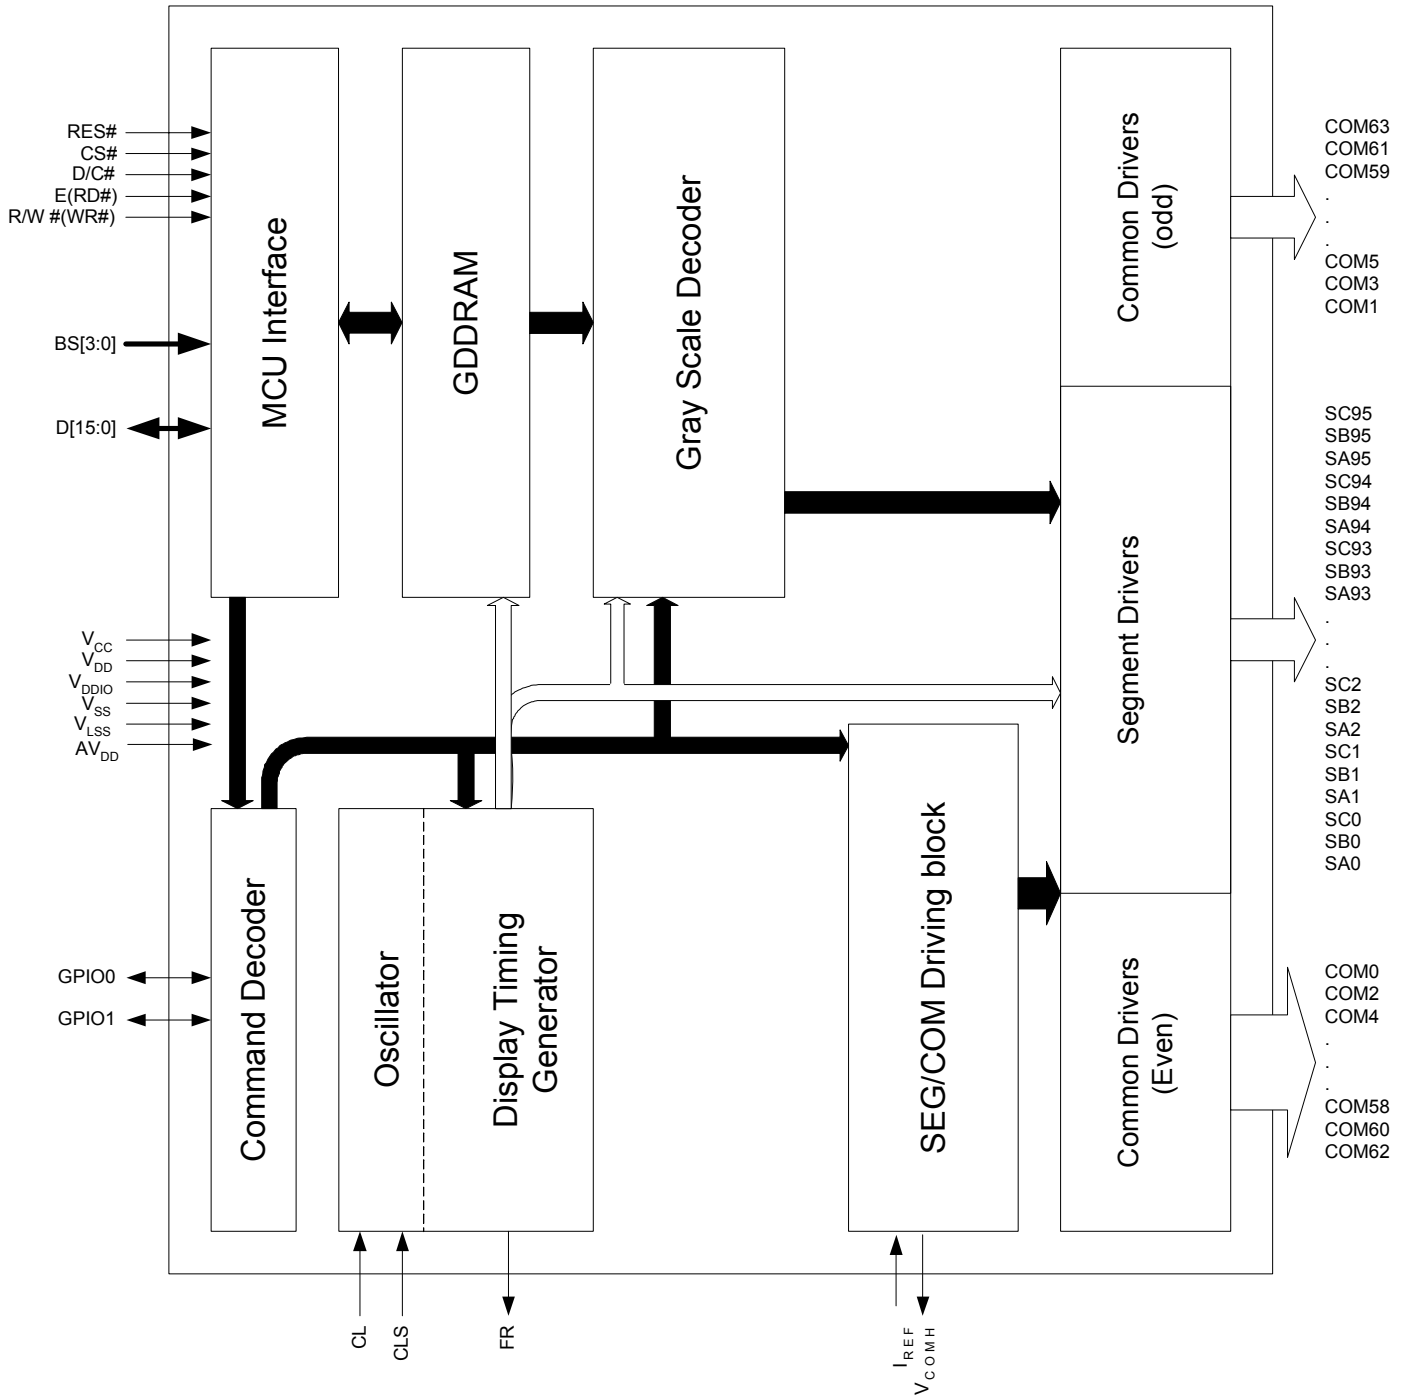 RES#
CS#
D/C#
E(RD#)
R/W #(WR#)
BS[3:0]
D[15:0]
VCC
VDD
VDDIO
VSS
VLSS
AVDD
GPIO0
GPIO1
MCU Interface
GDDRAM
Gray Scale Decoder
Command Decoder
Oscillator
Display Timing
Generator
SEG/COM Driving block
Common Drivers
(odd)
Segment Drivers
Common Drivers
(Even)
CL
CLS
FR
IREF
VCOMH
COM63
COM61
COM59
.
.
.
COM5
COM3
COM1
SC95
SB95
SA95
SC94
SB94
SA94
SC93
SB93
SA93
.
.
.
SC2
SB2
SA2
SC1
SB1
SA1
SC0
SB0
SA0
COM0
COM2
COM4
.
.
.
COM58
COM60
COM62